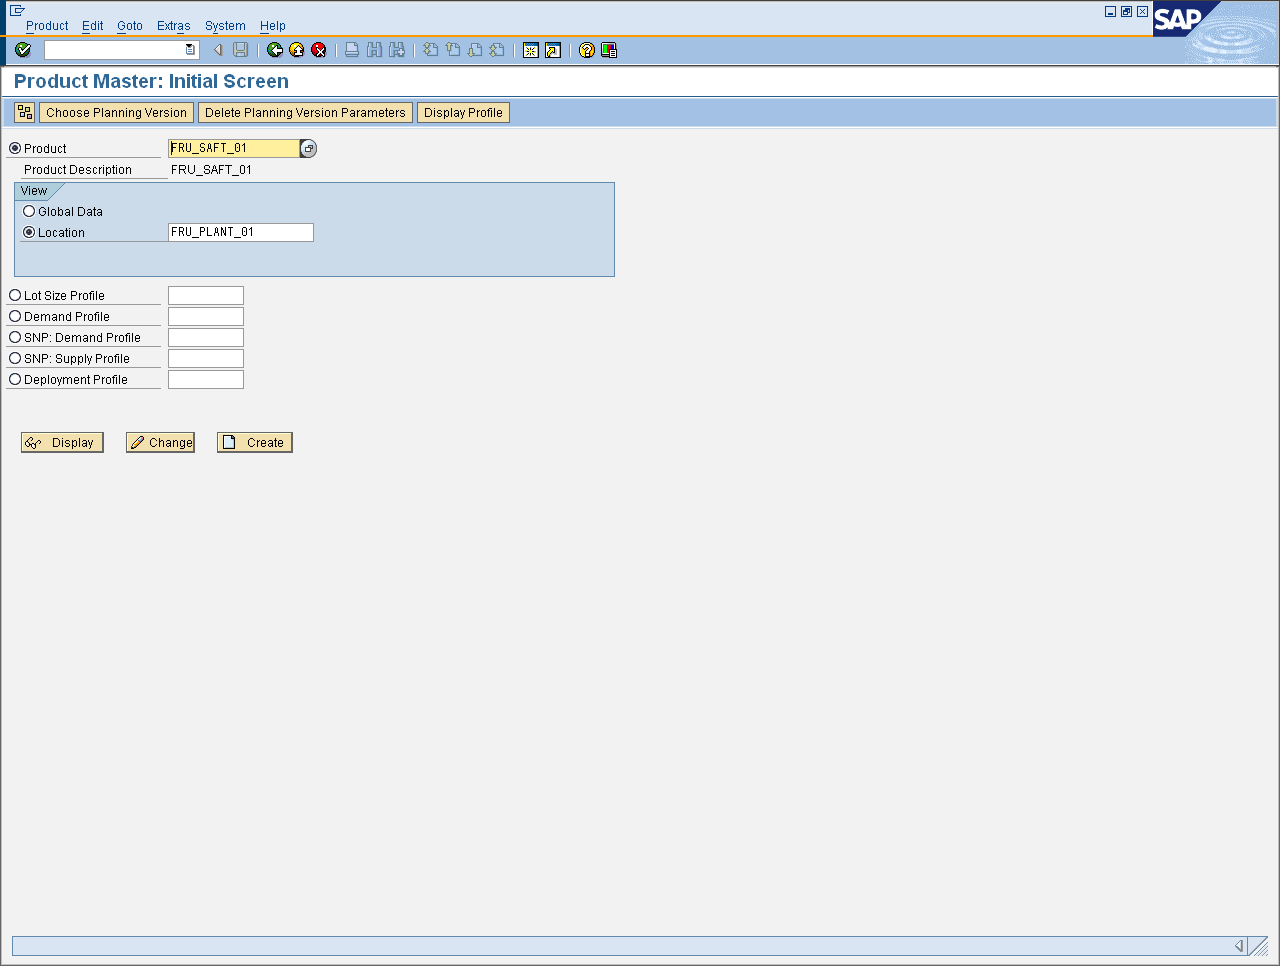 Product Edit Goto Extras System Help
SAP
Product Master: Initial Screen
Choose Planning Version Delete Planning Version Parameters Display Profile
Product FRU_SAFT_01
Product Description FRU_SAFT_01
View
Global Data
Location FRU_PLANT_01
Lot Size Profile
Demand Profile
SNP: Demand Profile
SNP: Supply Profile
Deployment Profile
Display Change Create